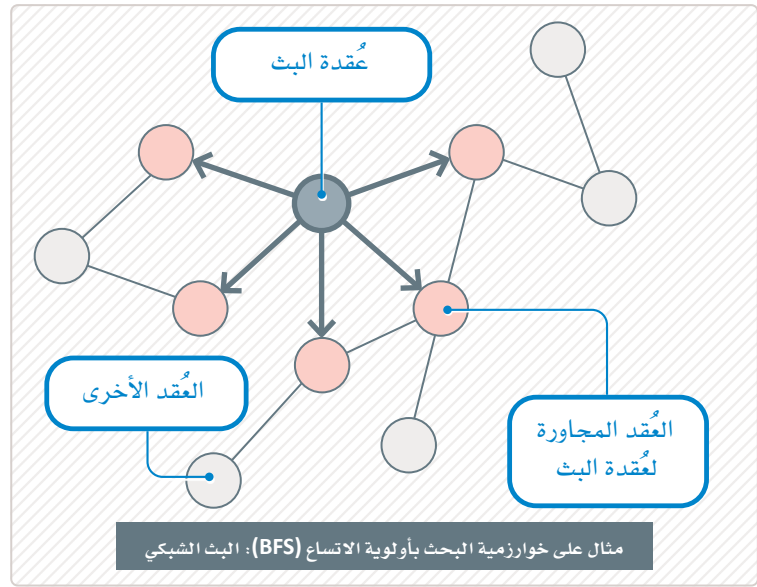 عُقدة البث
العُقد الأخرى
العُقد المجاورة
لعُقدة البث
مثال على خوارزمية البحث بأولوية الاتساع (BFS): البث الشبكي